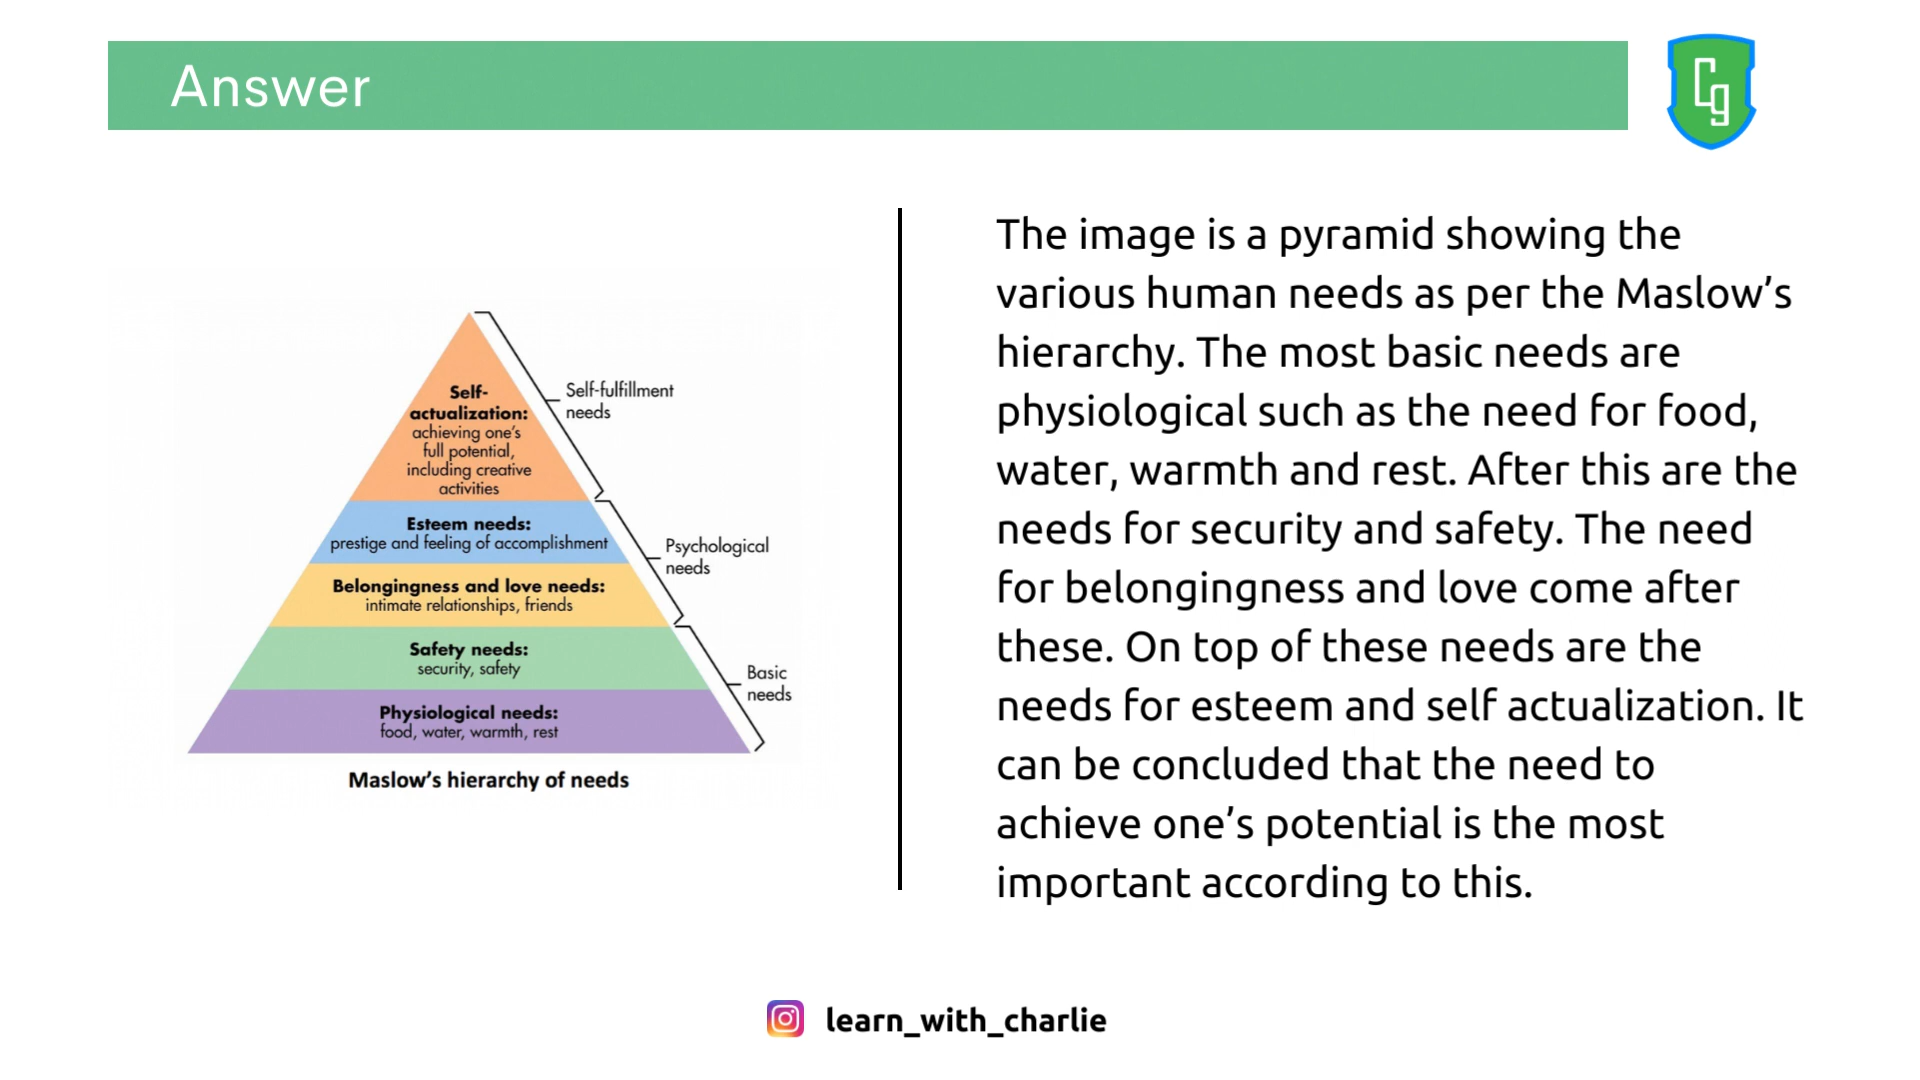 Answer
Cg
Self-
actualization:
achieving one's
full potential,
including creative
activities
Self-fulfillment
needs
Esteem needs:
prestige and feeling of accomplishment
Psychological
needs
Belongingness and love needs:
intimate relationships, friends
Safety needs:
security, safety
Basic
needs
Physiological needs:
food, water, warmth, rest
Maslow's hierarchy of needs
The image is a pyramid showing the
various human needs as per the Maslow's
hierarchy. The most basic needs are
physiological such as the need for food,
water, warmth and rest. After this are the
needs for security and safety. The need
for belongingness and love come after
these. On top of these needs are the
needs for esteem and self actualization. It
can be concluded that the need to
achieve one's potential is the most
important according to this.
learn_with_charlie